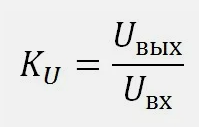 K_U = U_вых / U_вх